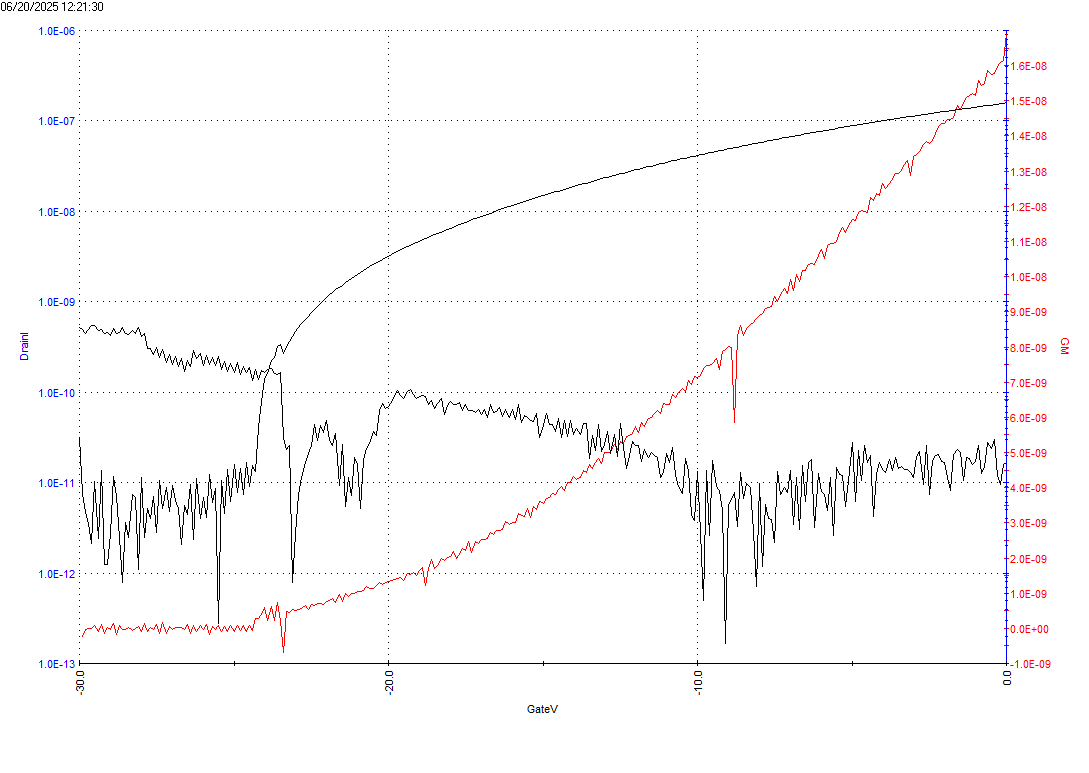 06/20/2025 12:21:30
1.0E-06
1.0E-07
1.0E-08
1.0E-09
1.0E-10
1.0E-11
1.0E-12
1.0E-13
DrainI
1.6E-08
1.5E-08
1.4E-08
1.3E-08
1.2E-08
1.1E-08
1.0E-08
9.0E-09
8.0E-09
7.0E-09
6.0E-09
5.0E-09
4.0E-09
3.0E-09
2.0E-09
1.0E-09
0.0E+00
-1.0E-09
GM
-30.0
-20.0
-10.0
0.0
GateV